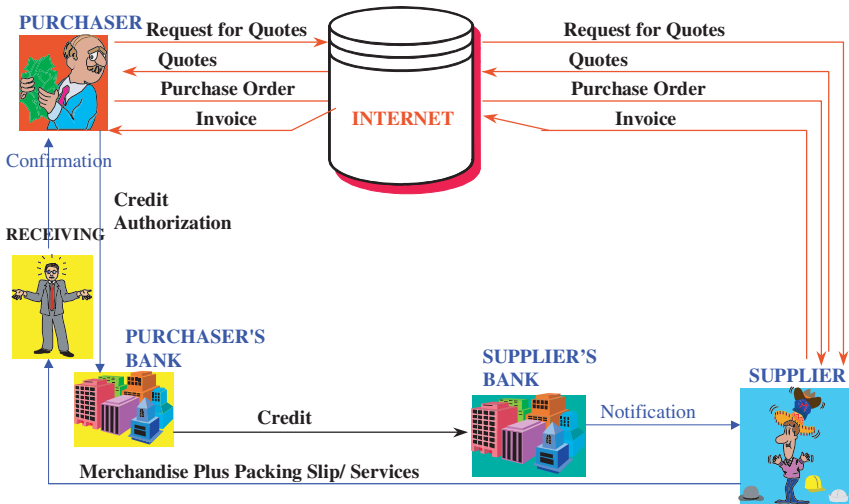 PURCHASER
Request for Quotes
Request for Quotes
Quotes
Quotes
Purchase Order
Purchase Order
Invoice
INTERNET
Invoice
Confirmation
Credit
Authorization
RECEIVING
PURCHASER'S
BANK
SUPPLIER’S
BANK
SUPPLIER
Credit
Notification
Merchandise Plus Packing Slip/ Services